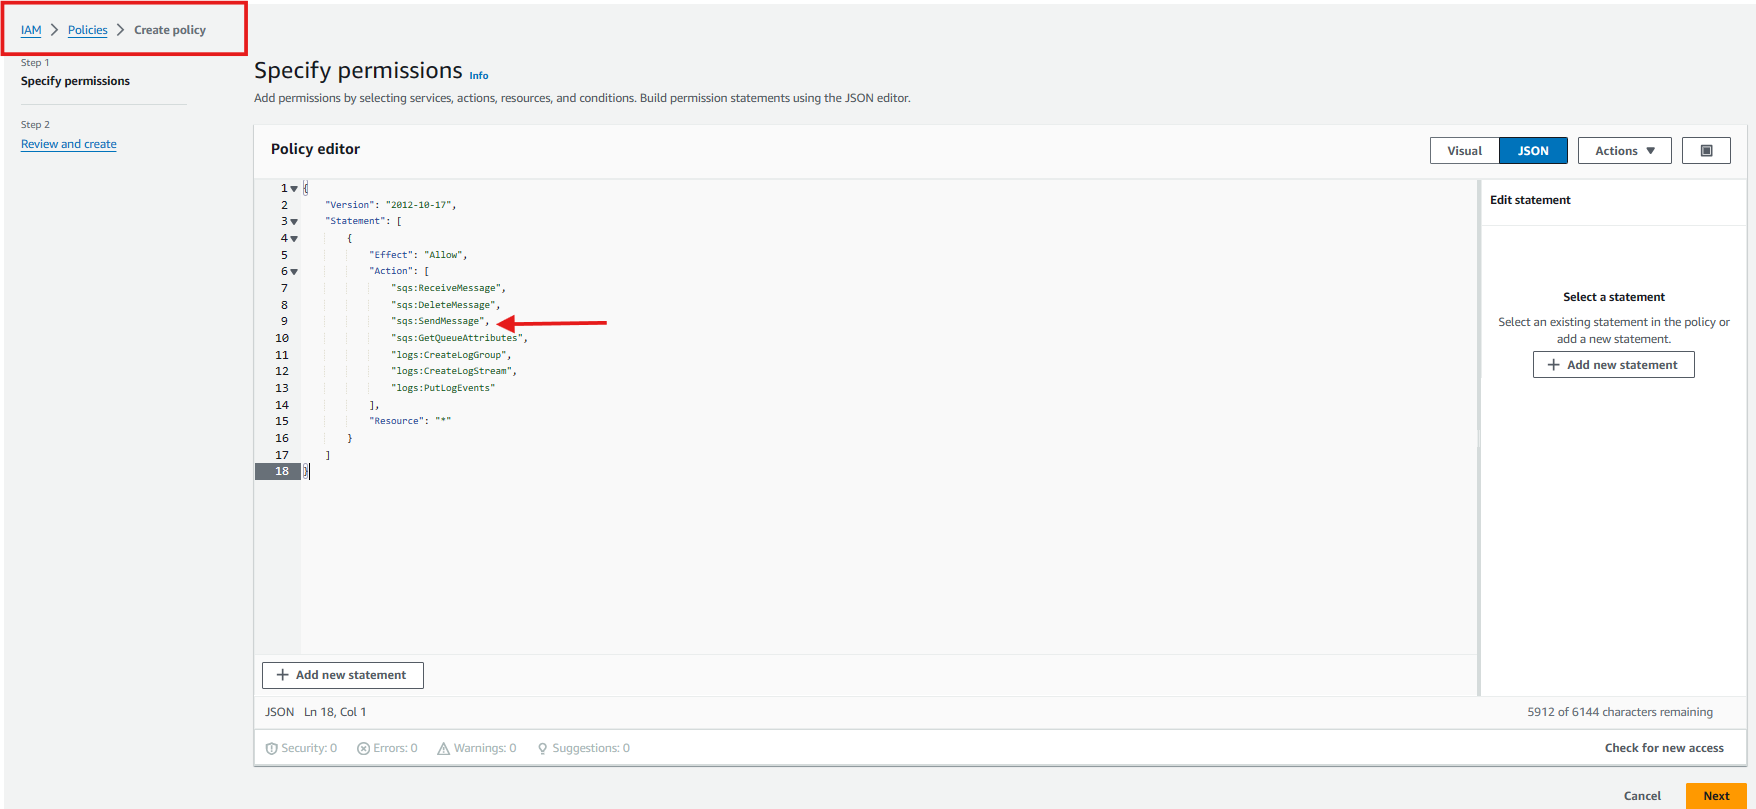 IAM > Policies > Create policy
Step 1
Specify permissions
Step 2
Review and create
Specify permissions Info
Add permissions by selecting services, actions, resources, and conditions. Build permission statements using the JSON editor.
Policy editor
Visual JSON Actions
1 {
2 "Version": "2012-10-17",
3 "Statement": [
4 {
5 "Effect": "Allow",
6 "Action": [
7 "sqs:ReceiveMessage",
8 "sqs:DeleteMessage",
9 "sqs:SendMessage",
10 "sqs:GetQueueAttributes",
11 "logs:CreateLogGroup",
12 "logs:CreateLogStream",
13 "logs:PutLogEvents"
14 ],
15 "Resource": "*"
16 }
17 ]
18 }
Edit statement
Select a statement
Select an existing statement in the policy or
add a new statement.
+ Add new statement
+ Add new statement
JSON Ln 18, Col 1
5912 of 6144 characters remaining
Security: 0 Errors: 0 Warnings: 0 Suggestions: 0
Check for new access
Cancel Next